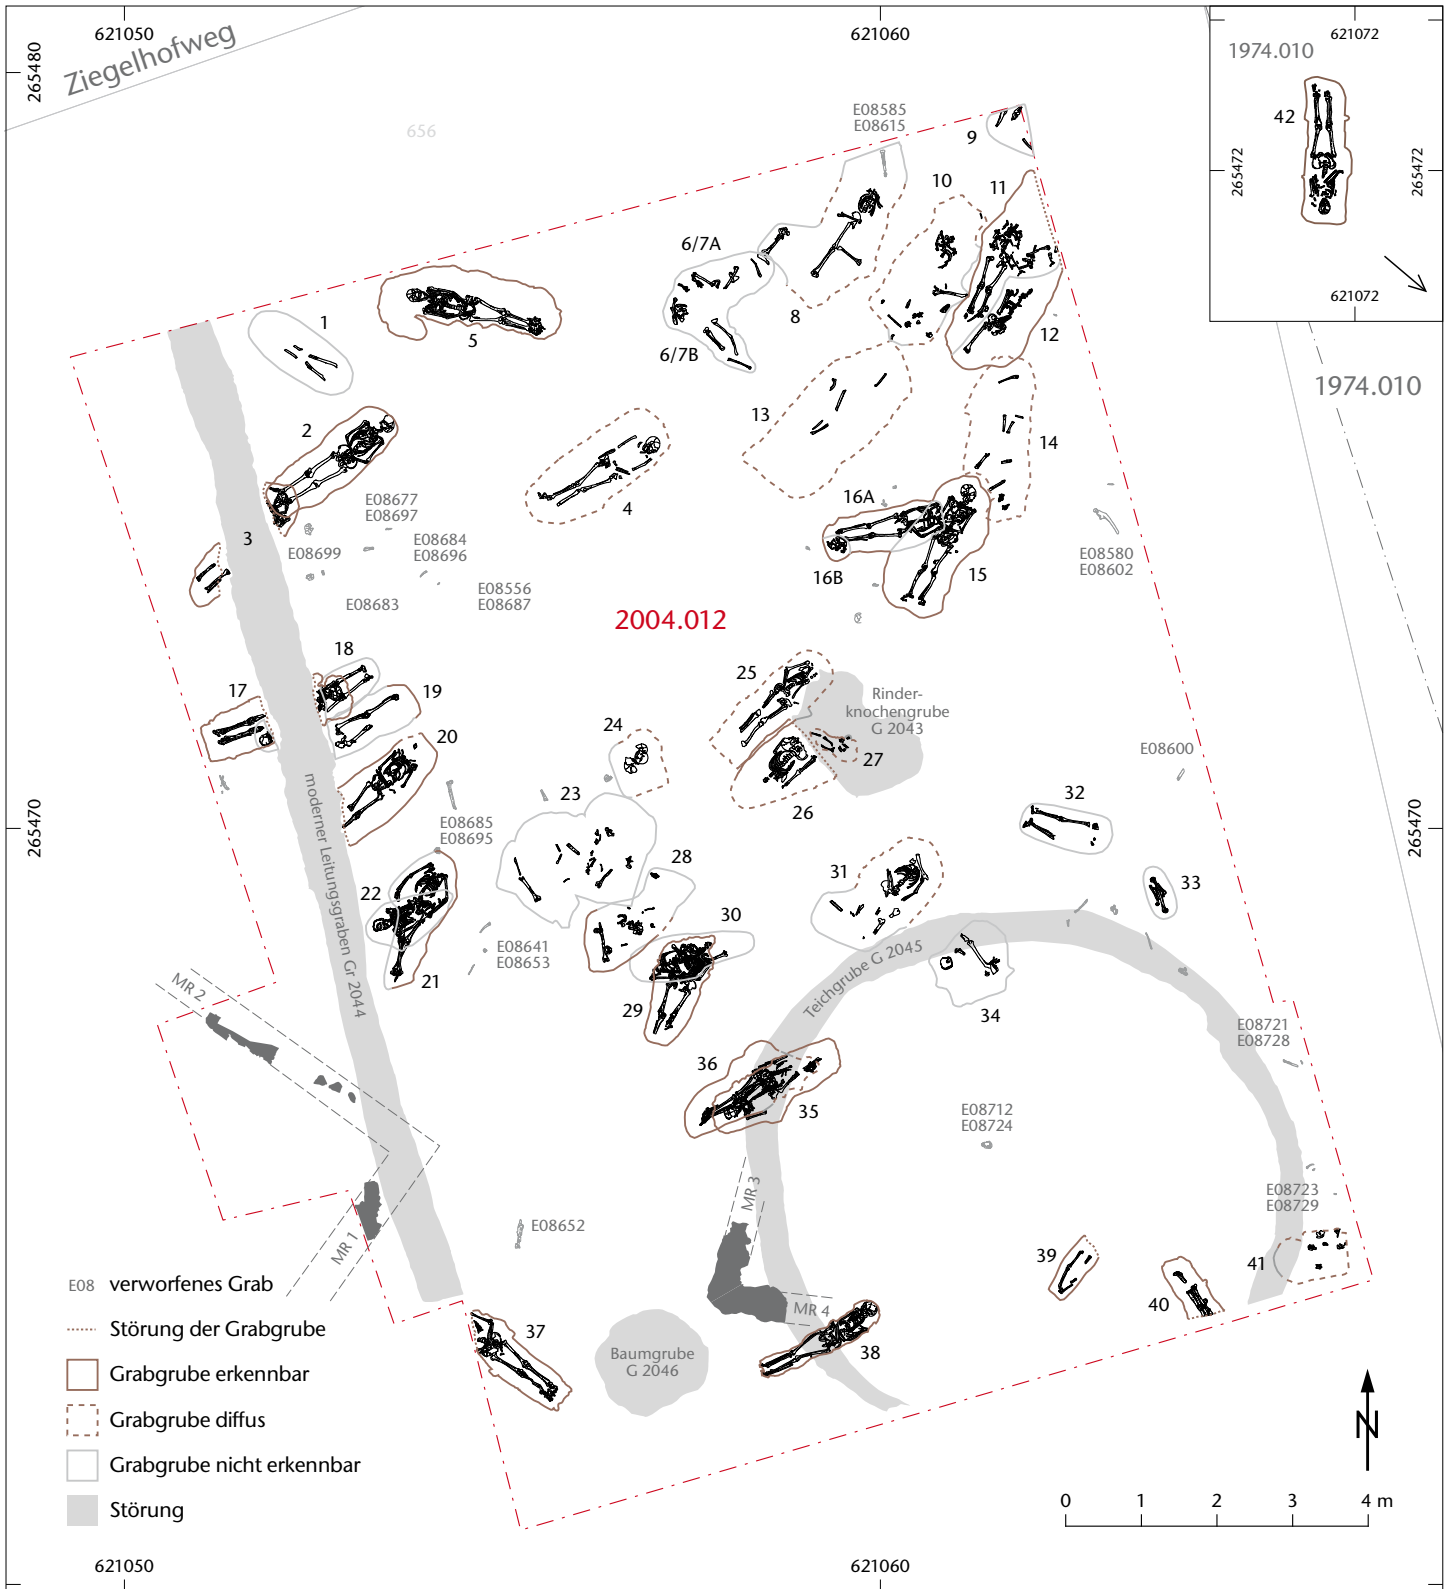 621050
621060
265480
Ziegelhofweg
656
1974.010
621072
42
265472
265472
621072
1974.010
E08585
E08615
9
10
11
6/7A
8
12
1
5
6/7B
13
14
2
4
E08677
E08697
3
E08699
E08684
E08696
E08683
E08556
E08687
16A
16B
15
E08580
E08602
2004.012
18
17
19
20
25
24
Rinder-
knochengrube
G 2043
27
26
E08600
23
E08685
E08695
265470
265470
32
28
31
33
22
moderner Leitungsgraben Gr 2044
30
E08641
E08653
21
29
Teichgrube G 2045
34
MR 2
E08721
E08728
36
35
E08712
E08724
MR 3
E08723
E08729
MR 1
E08652
39
41
40
MR 4
37
38
Baumgrube
G 2046
E08 verworfenes Grab
Störung der Grabgrube
Grabgrube erkennbar
Grabgrube diffus
Grabgrube nicht erkennbar
Störung
N
0 1 2 3 4 m
621050
621060